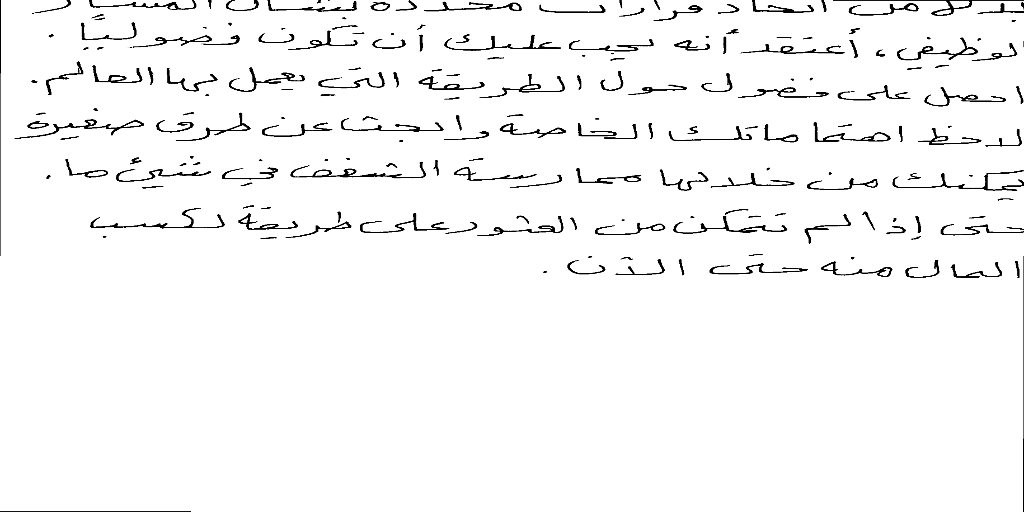 بدلاً من اتخاذ قرارات محددة بشأن المسار
الوظيفي، أعتقد أنه يجب عليك أن تكون فضوليًا.
احصل على فضول حول الطريقة التي يعمل بها العالم.
لاحظ اهتماماتك الخاصة وابحث عن طرق صغيرة
يمكنك من خلالها ممارسة الشغف في شيئ ما.
حتى إذا لم تتمكن من العثور على طريقة لكسب
المال منه حتى الآن.